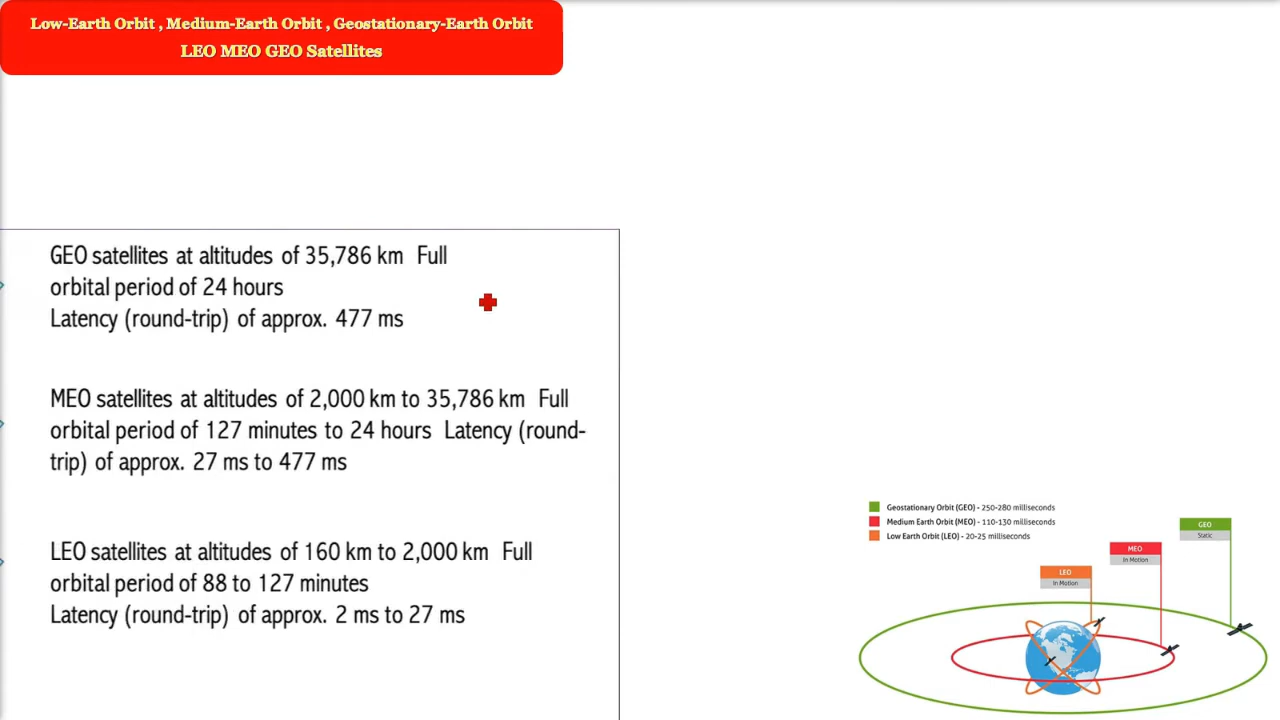 Low-Earth Orbit , Medium-Earth Orbit , Geostationary-Earth Orbit
LEO MEO GEO Satellites
GEO satellites at altitudes of 35,786 km Full
orbital period of 24 hours
Latency (round-trip) of approx. 477 ms
MEO satellites at altitudes of 2,000 km to 35,786 km Full
orbital period of 127 minutes to 24 hours Latency (round-
trip) of approx. 27 ms to 477 ms
LEO satellites at altitudes of 160 km to 2,000 km Full
orbital period of 88 to 127 minutes
Latency (round-trip) of approx. 2 ms to 27 ms
Geostationary Orbit (GEO) - 250-280 milliseconds
Medium Earth Orbit (MEO) - 110-130 milliseconds
Low Earth Orbit (LEO) - 20-25 milliseconds
GEO
Static
MEO
In Motion
LEO
In Motion